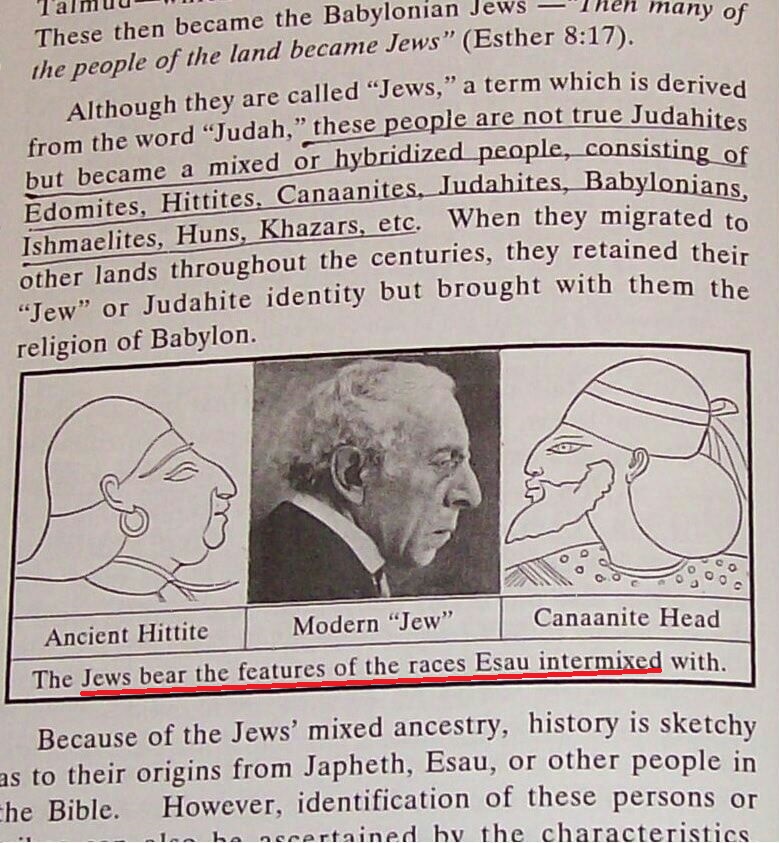 Talmud
These then became the Babylonian Jews —"Then many of
the people of the land became Jews" (Esther 8:17).
Although they are called "Jews," a term which is derived
from the word "Judah," these people are not true Judahites
but became a mixed or hybridized people, consisting of
Edomites, Hittites, Canaanites, Judahites, Babylonians,
Ishmaelites, Huns, Khazars, etc. When they migrated to
other lands throughout the centuries, they retained their
"Jew" or Judahite identity but brought with them the
religion of Babylon.
Ancient Hittite
Modern "Jew"
Canaanite Head
The Jews bear the features of the races Esau intermixed with.
Because of the Jews' mixed ancestry, history is sketchy
as to their origins from Japheth, Esau, or other people in
the Bible. However, identification of these persons or
can also be ascertained by the characteristics